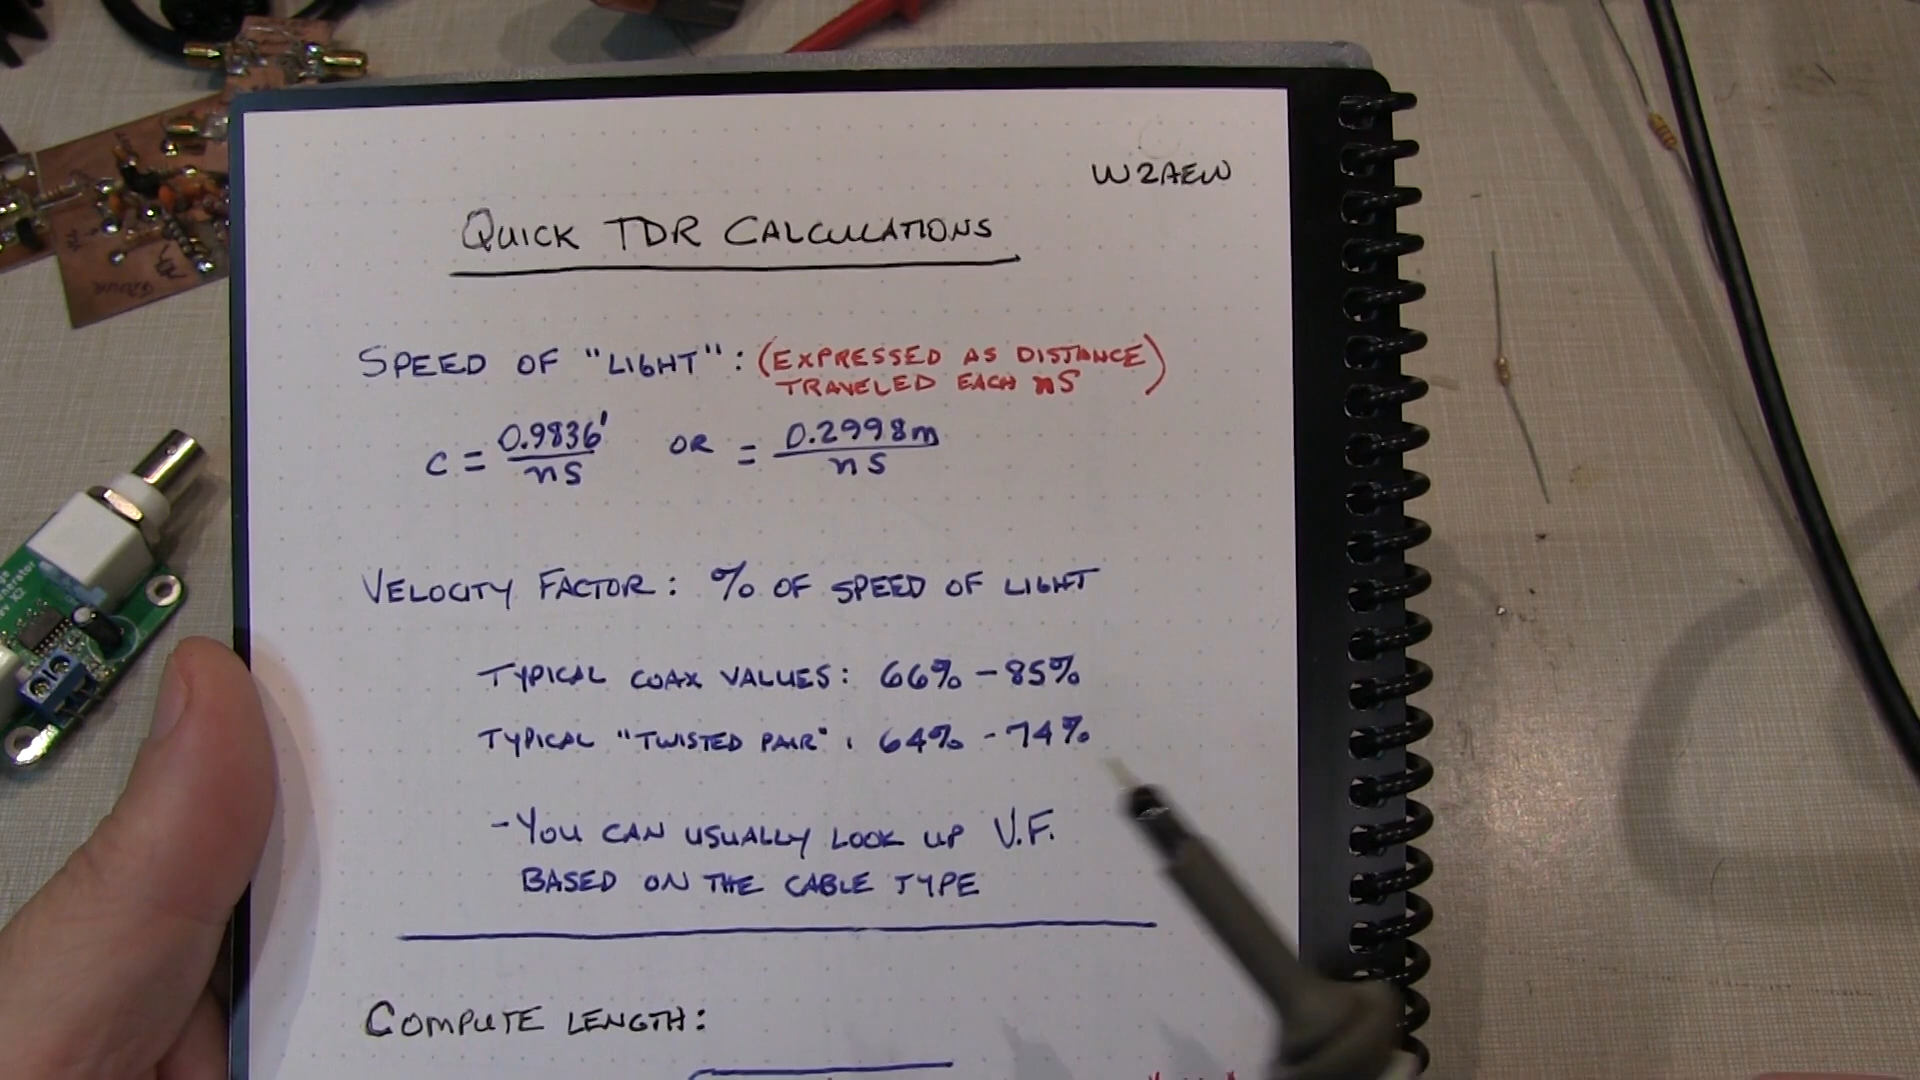 W2AEW
QUICK TDR CALCULATIONS
SPEED OF "LIGHT": (EXPRESSED AS DISTANCE
TRAVELED EACH nS)
c = 0.9836' / nS OR = 0.2998m / nS
VELOCITY FACTOR: % OF SPEED OF LIGHT
TYPICAL COAX VALUES: 66% - 85%
TYPICAL "TWISTED PAIR": 64% - 74%
- YOU CAN USUALLY LOOK UP V.F.
BASED ON THE CABLE TYPE
COMPUTE LENGTH: